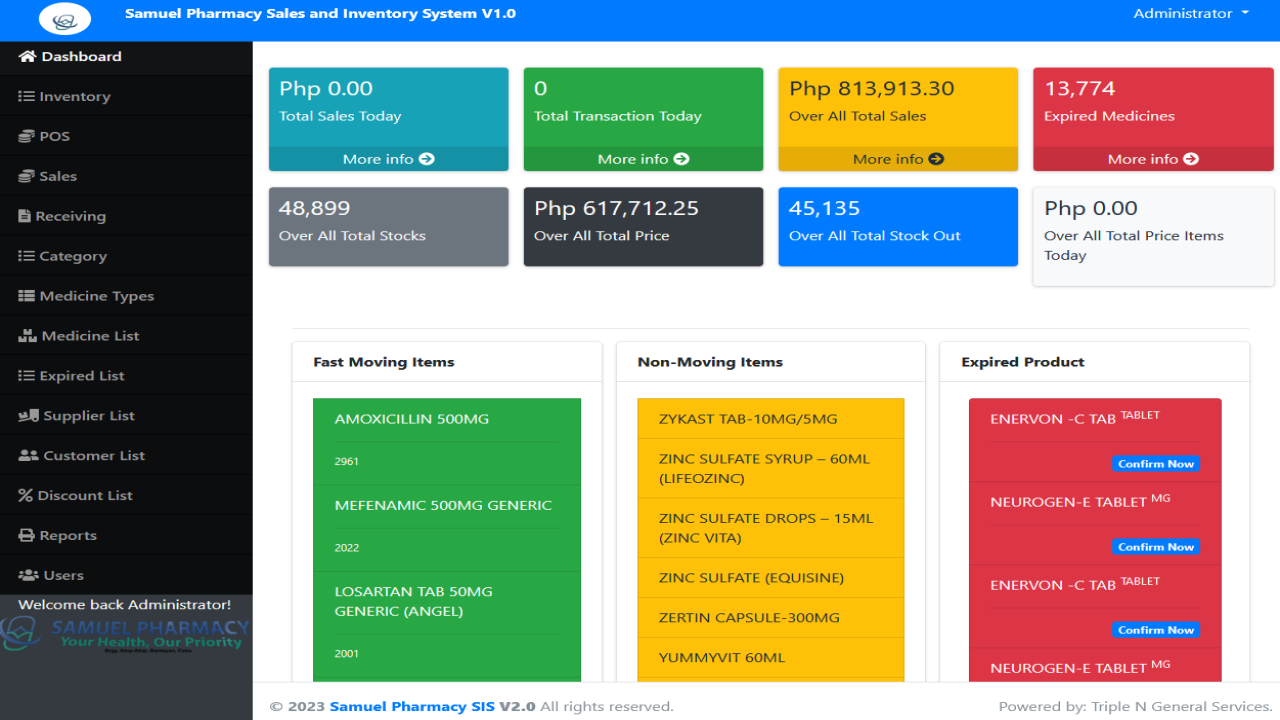 Samuel Pharmacy Sales and Inventory System V1.0
Administrator
Dashboard
Inventory
POS
Sales
Receiving
Category
Medicine Types
Medicine List
Expired List
Supplier List
Customer List
Discount List
Reports
Users
Welcome back Administrator!
SAMUEL PHARMACY
Your Health, Our Priority
Php 0.00
Total Sales Today
More info
0
Total Transaction Today
More info
Php 813,913.30
Over All Total Sales
More info
13,774
Expired Medicines
More info
48,899
Over All Total Stocks
Php 617,712.25
Over All Total Price
45,135
Over All Total Stock Out
Php 0.00
Over All Total Price Items
Today
Fast Moving Items
AMOXICILLIN 500MG
2961
MEFENAMIC 500MG GENERIC
2022
LOSARTAN TAB 50MG
GENERIC (ANGEL)
2001
Non-Moving Items
ZYKAST TAB-10MG/5MG
ZINC SULFATE SYRUP – 60ML
(LIFEOZINC)
ZINC SULFATE DROPS – 15ML
(ZINC VITA)
ZINC SULFATE (EQUISINE)
ZERTIN CAPSULE-300MG
YUMMYVIT 60ML
Expired Product
ENERVON -C TAB TABLET
Confirm Now
NEUROGEN-E TABLET MG
Confirm Now
ENERVON -C TAB TABLET
Confirm Now
NEUROGEN-E TABLET MG
© 2023 Samuel Pharmacy SIS V2.0 All rights reserved.
Powered by: Triple N General Services.